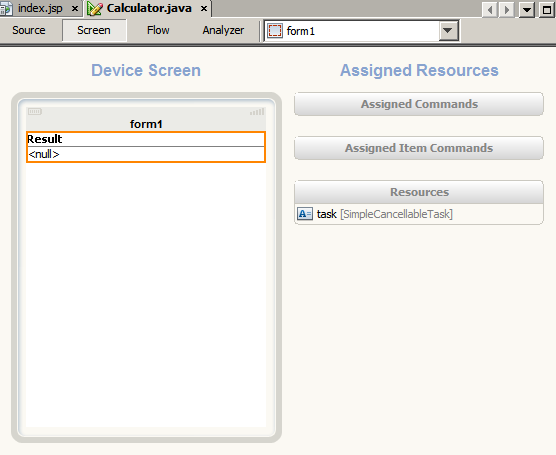 index.jsp × Calculator.java ×
Source Screen Flow Analyzer form1
Device Screen
Assigned Resources
form1
Result
<null>
Assigned Commands
Assigned Item Commands
Resources
task [SimpleCancellableTask]